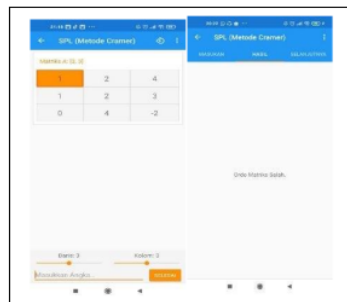 SPL (Metode Cramer)
Matriks A [3, 3]
1 2 4
1 2 3
0 4 -2
Baris: 3 Kolom: 3
Masukkan Angka
SPL (Metode Cramer)
HASIL
Ordo Matriks Salah.